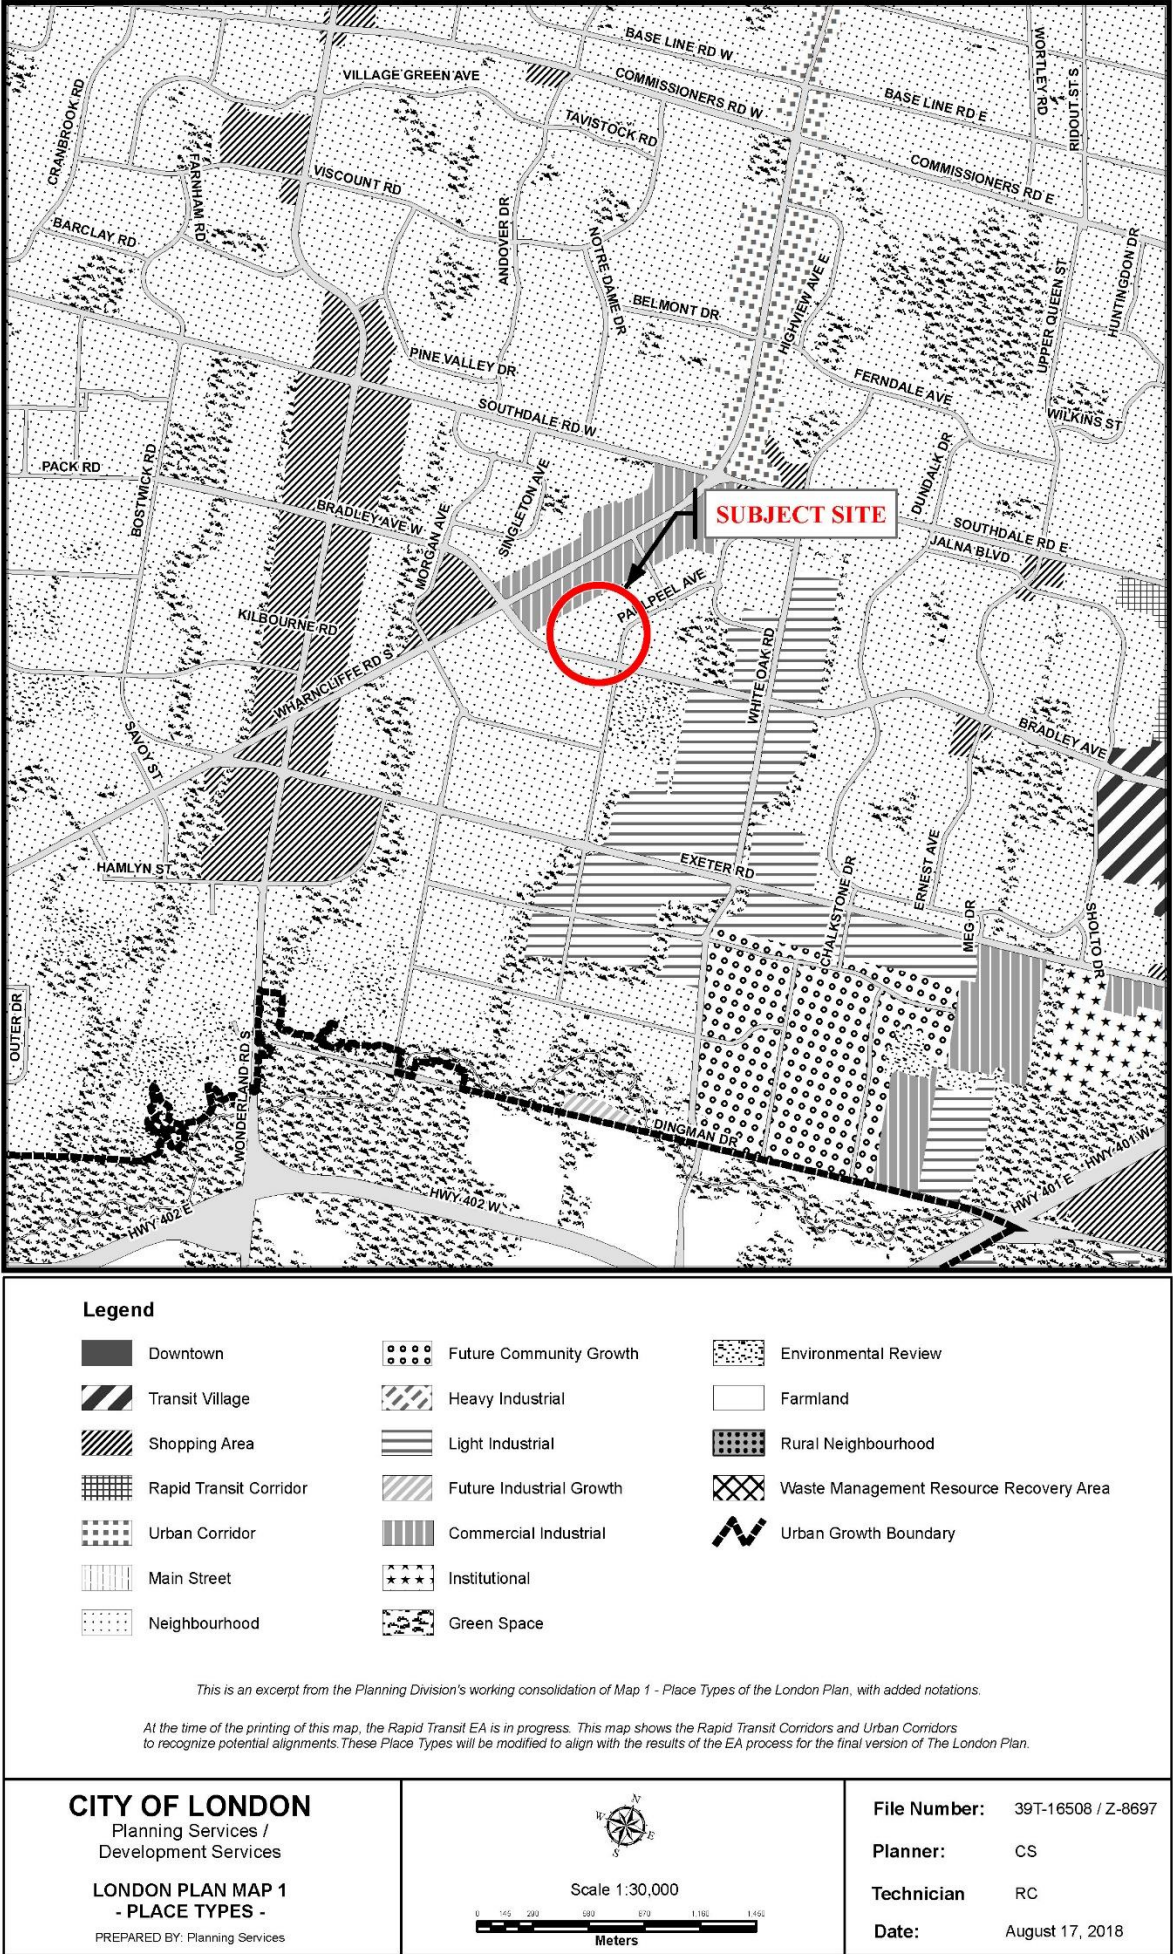 BASE LINE RD W
WORTLEY RD
RIDOUT ST S
VILLAGE GREEN AVE
COMMISSIONERS RD W
BASE LINE RD E
CRANBROOK RD
TAVISTOCK RD
FARNHAM RD
VISCOUNT RD
COMMISSIONERS RD E
BARCLAY RD
ANDOVER DR
NOTRE DAME DR
HIGHVIEW AVE E
UPPER QUEEN ST
HUNTINGDON DR
BELMONT DR
PINE VALLEY DR
FERNDALE AVE
SOUTHDALE RD W
WILKINS ST
PACK RD
BOSTWICK RD
SINGLETON AVE
DUNDALK DR
BRADLEY AVE W
MORGAN AVE
SUBJECT SITE
SOUTHDALE RD E
JALNA BLVD
PAULPEEL AVE
KILBOURNE RD
WHARNCLIFFE RD S
WHITE OAK RD
SAVOY ST
BRADLEY AVE
HAMLYN ST
EXETER RD
CHALKSTONE DR
ERNEST AVE
MEG DR
SHOLTO DR
OUTER DR
WONDERLAND RD S
DINGMAN DR
HWY 401 W
HWY 401 E
HWY 402 E
HWY 402 W
Legend
Downtown
Transit Village
Shopping Area
Rapid Transit Corridor
Urban Corridor
Main Street
Neighbourhood
Future Community Growth
Heavy Industrial
Light Industrial
Future Industrial Growth
Commercial Industrial
Institutional
Green Space
Environmental Review
Farmland
Rural Neighbourhood
Waste Management Resource Recovery Area
Urban Growth Boundary
This is an excerpt from the Planning Division's working consolidation of Map 1 - Place Types of the London Plan, with added notations.
At the time of the printing of this map, the Rapid Transit EA is in progress. This map shows the Rapid Transit Corridors and Urban Corridors
to recognize potential alignments. These Place Types will be modified to align with the results of the EA process for the final version of The London Plan.
CITY OF LONDON
Planning Services /
Development Services
LONDON PLAN MAP 1
- PLACE TYPES -
PREPARED BY: Planning Services
N
W
E
S
Scale 1:30,000
0 145 290 580 870 1,160 1,450
Meters
File Number: 39T-16508 / Z-8697
Planner: CS
Technician RC
Date: August 17, 2018